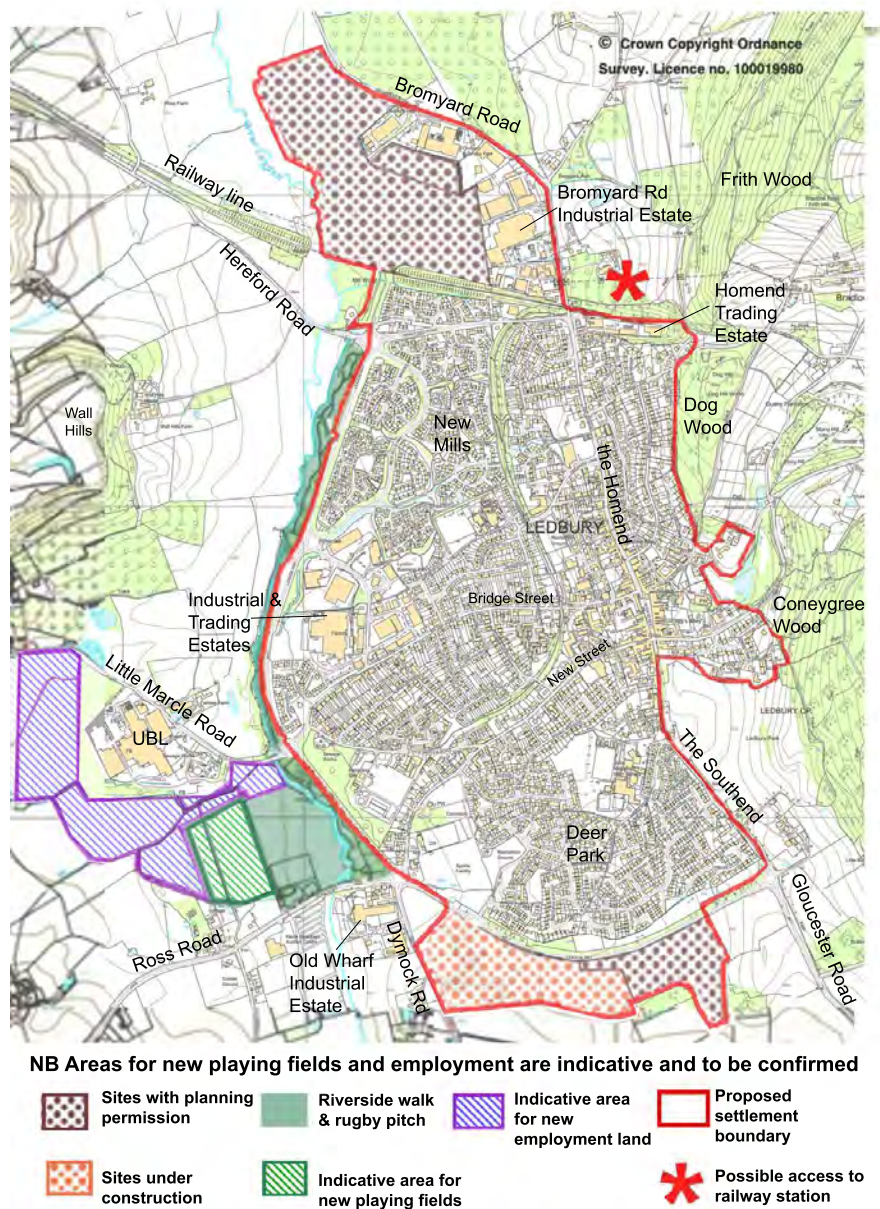 © Crown Copyright Ordnance
Survey. Licence no. 100019980
Bromyard Road
Railway line
Frith Wood
Bromyard Rd
Industrial Estate
Hereford Road
Homend
Trading
Estate
Wall
Hills
New
Mills
Dog
Wood
the Homend
LEDBURY
Industrial &
Trading
Estates
Bridge Street
Coneygree
Wood
New Street
Little Marcle Road
UBL
LEDBURY CP
Ledbury Park
The Southend
Deer
Park
Gloucester Road
Ross Road
Dymock Rd
Old Wharf
Industrial
Estate
NB Areas for new playing fields and employment are indicative and to be confirmed
Sites with planning
permission
Riverside walk
& rugby pitch
Indicative area
for new
employment land
Proposed
settlement
boundary
Sites under
construction
Indicative area for
new playing fields
Possible access to
railway station